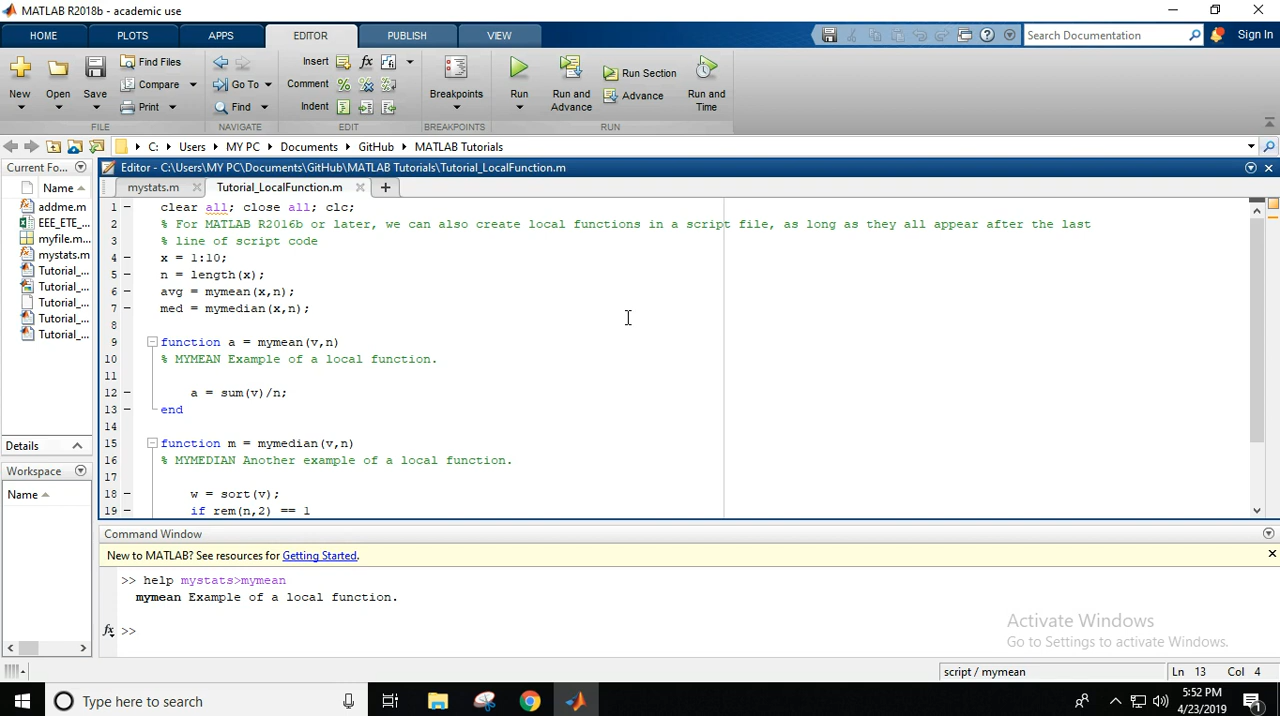 MATLAB R2018b - academic use
HOME PLOTS APPS EDITOR PUBLISH VIEW Search Documentation Sign In
New Open Save Find Files Compare Print Go To Find Insert fx Comment Indent Breakpoints Run Run and Advance Run Section Advance Run and Time
FILE NAVIGATE EDIT BREAKPOINTS RUN
C: Users MY PC Documents GitHub MATLAB Tutorials
Current Fo...
Name
addme.m
EEE_ETE_...
myfile.m...
mystats.m
Tutorial_...
Tutorial_...
Tutorial_...
Tutorial_...
Tutorial_...
Details
Workspace
Name
Editor - C:\Users\MY PC\Documents\GitHub\MATLAB Tutorials\Tutorial_LocalFunction.m
mystats.m Tutorial_LocalFunction.m
1 clear all; close all; clc;
2 % For MATLAB R2016b or later, we can also create local functions in a script file, as long as they all appear after the last
3 % line of script code
4 x = 1:10;
5 n = length(x);
6 avg = mymean(x,n);
7 med = mymedian(x,n);
8
9 function a = mymean(v,n)
10 % MYMEAN Example of a local function.
11
12 a = sum(v)/n;
13 end
14
15 function m = mymedian(v,n)
16 % MYMEDIAN Another example of a local function.
17
18 w = sort(v);
19 if rem(n,2) == 1
Command Window
New to MATLAB? See resources for Getting Started.
>> help mystats>mymean
mymean Example of a local function.
fx >>
Activate Windows
Go to Settings to activate Windows.
script / mymean Ln 13 Col 4
Type here to search
5:52 PM
4/23/2019
1